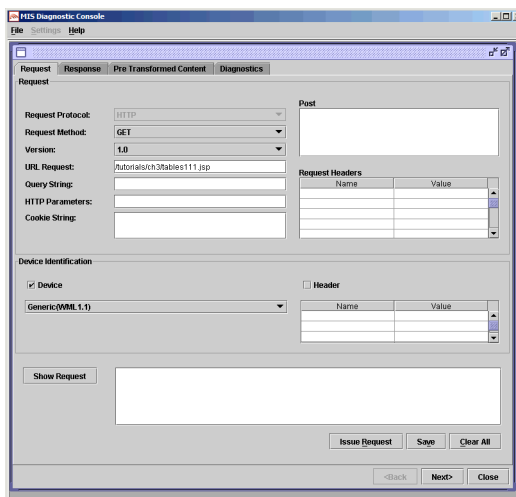 MIS Diagnostic Console
File Settings Help
Request Response Pre Transformed Content Diagnostics
Request
Request Protocol: HTTP
Request Method: GET
Version: 1.0
URL Request: /tutorials/ch3/tables111.jsp
Query String:
HTTP Parameters:
Cookie String:
Post
Request Headers
Name Value
Device Identification
Device
Generic(WML1.1)
Header
Name Value
Show Request
Issue Request Save Clear All
<Back Next> Close